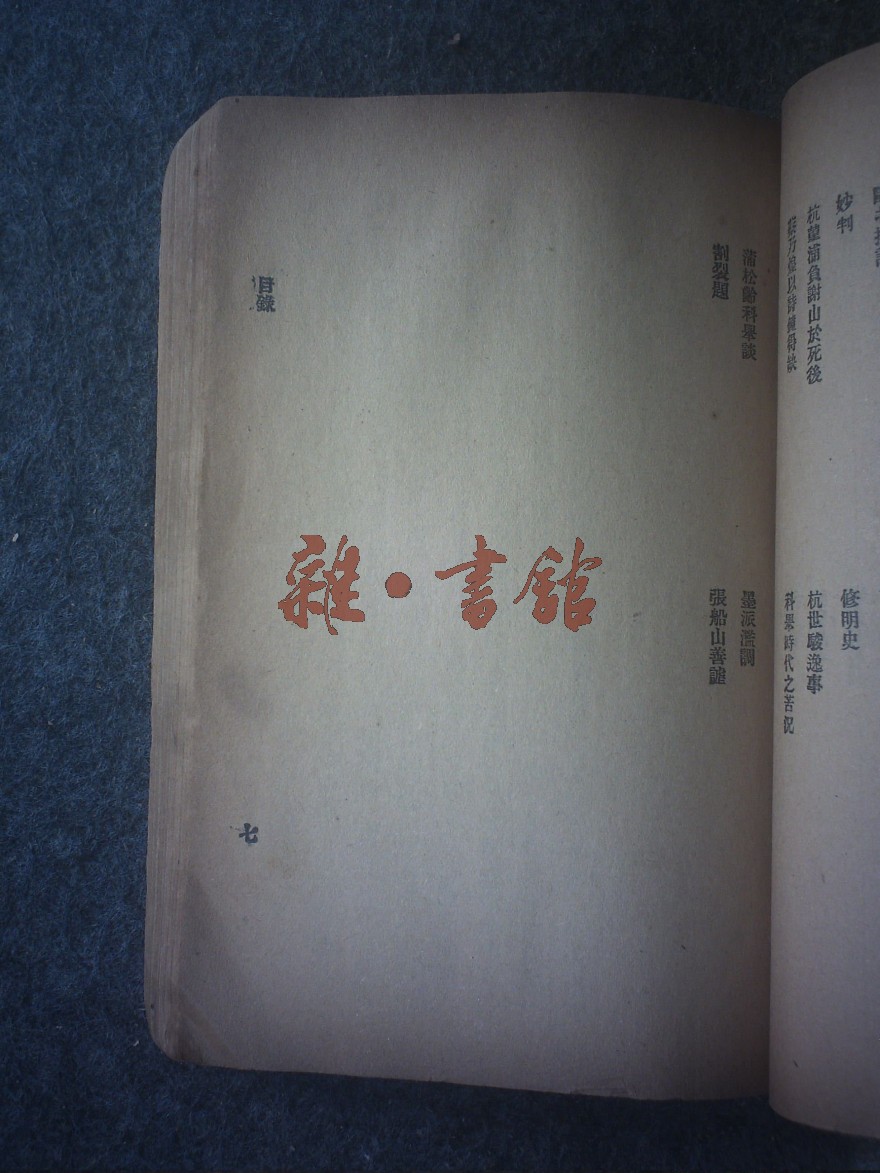 妙判
修明史
杭堇浦負謝山於死後
杭世駿逸事
科舉時代之苦況
蒲松齡科舉談
墨派濫調
割裂題
張船山善謔
目錄
七
雜·書館